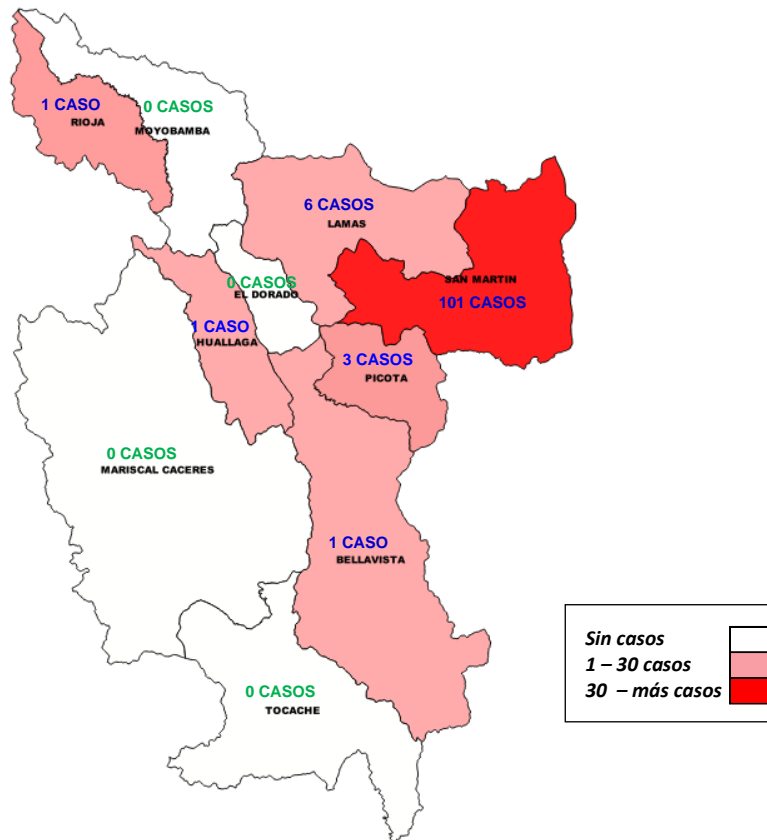 1 CASO
RIOJA
0 CASOS
MOYOBAMBA
6 CASOS
LAMAS
SAN MARTIN
101 CASOS
0 CASOS
EL DORADO
1 CASO
HUALLAGA
3 CASOS
PICOTA
0 CASOS
MARISCAL CACERES
1 CASO
BELLAVISTA
0 CASOS
TOCACHE
Sin casos
1 – 30 casos
30 – más casos